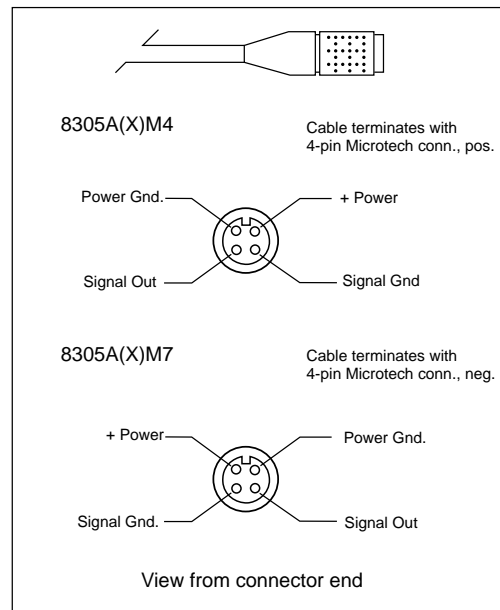 8305A(X)M4
Cable terminates with
4-pin Microtech conn., pos.
Power Gnd.
+ Power
Signal Out
Signal Gnd
8305A(X)M7
Cable terminates with
4-pin Microtech conn., neg.
+ Power
Power Gnd.
Signal Gnd.
Signal Out
View from connector end